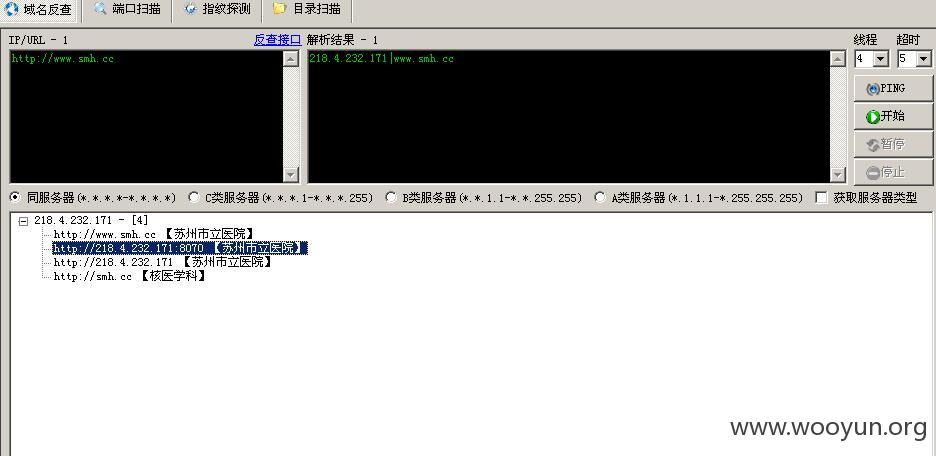 域名反查 端口扫描 指纹探测 目录扫描
IP/URL - 1 反查接口 解析结果 - 1 线程 超时
http://www.smh.cc 218.4.232.171|www.smh.cc 4 5
PING
开始
暂停
停止
同服务器(*.*.*.*-*.*.*.*) C类服务器(*.*.*.1-*.*.*.255) B类服务器(*.*.1.1-*.*.255.255) A类服务器(*.1.1.1-*.255.255.255) 获取服务器类型
218.4.232.171 - [4]
http://www.smh.cc 【苏州市立医院】
http://218.4.232.171:8070 【苏州市立医院】
http://218.4.232.171 【苏州市立医院】
http://smh.cc 【核医学科】
www.wooyun.org